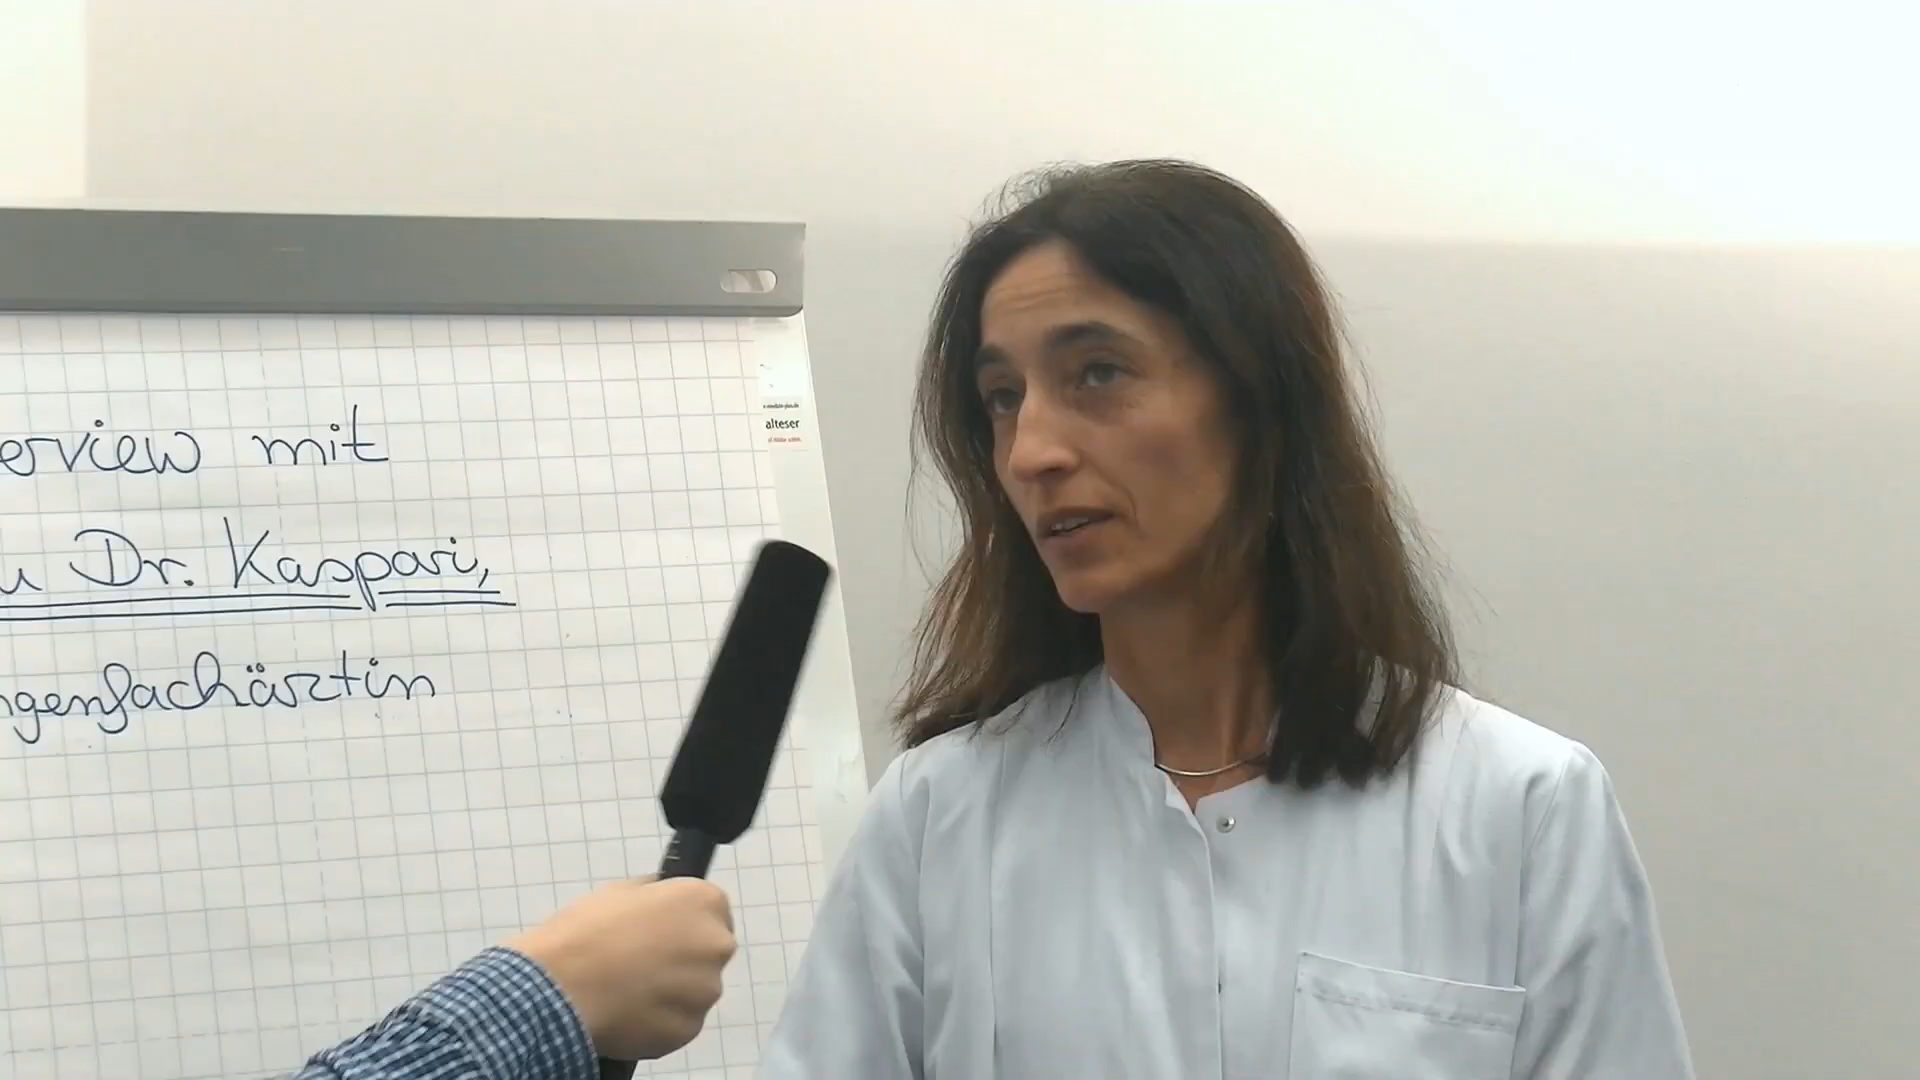 erview mit
u Dr. Kaspari,
ngenfachärztin
alteser